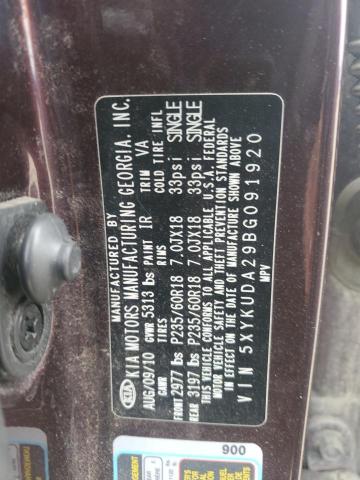 MANUFACTURED BY
KIA KIA MOTORS MANUFACTURING GEORGIA, INC.
AUG/09/10 GVWR 5313 lbs PAINT IR TRIM VA
GAWR TIRES RIMS COLD TIRE INFL
FRONT 2977 lbs P235/60R18 7.0JX18 33psi SINGLE
REAR 3197 lbs P235/60R18 7.0JX18 33psi SINGLE
THIS VEHICLE CONFORMS TO ALL APPLICABLE U.S.A. FEDERAL
MOTOR VEHICLE SAFETY AND THEFT PREVENTION STANDARDS
IN EFFECT ON THE DATE OF MANUFACTURE SHOWN ABOVE.
VIN 5XYKUDA29BG091920
MPV
900